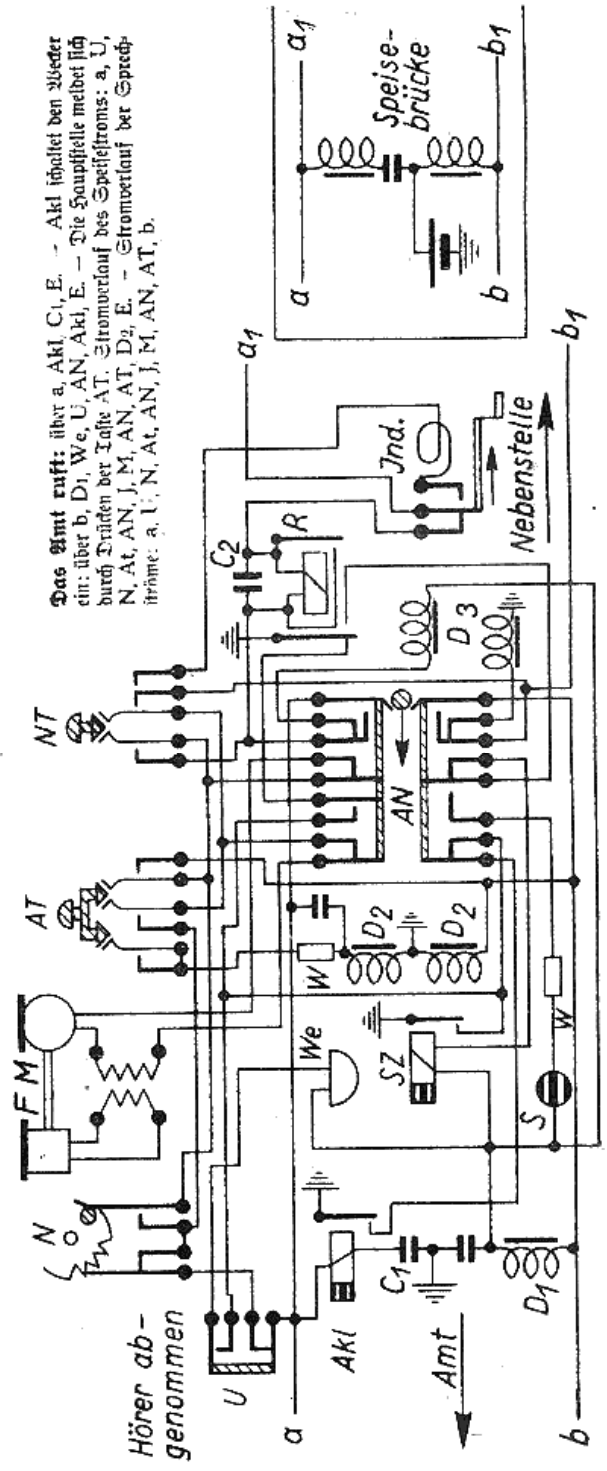 Das Amt ruft: über a, Akl, C1, E. – Akl schaltet den Wecker
ein: über b, D1, We, U, AN, Akl, E. – Die Hauptstelle meldet sich
durch Drücken der Taste AT. Stromverlauf des Speisestroms: a, U,
N, At, AN, J, M, AN, AT, D2, E. – Stromverlauf der Sprech-
ströme: a, U, N, At, AN, J, M, AN, AT, b.
Hörer ab-
genommen
N
F M
AT
NT
U
We
W
D2
D2
C2
R
a1
a
Akl
C1
SZ
AN
D3
Ind.
Amt
D1
S
W
Nebenstelle
b
b1
a
a1
Speise-
brücke
b
b1